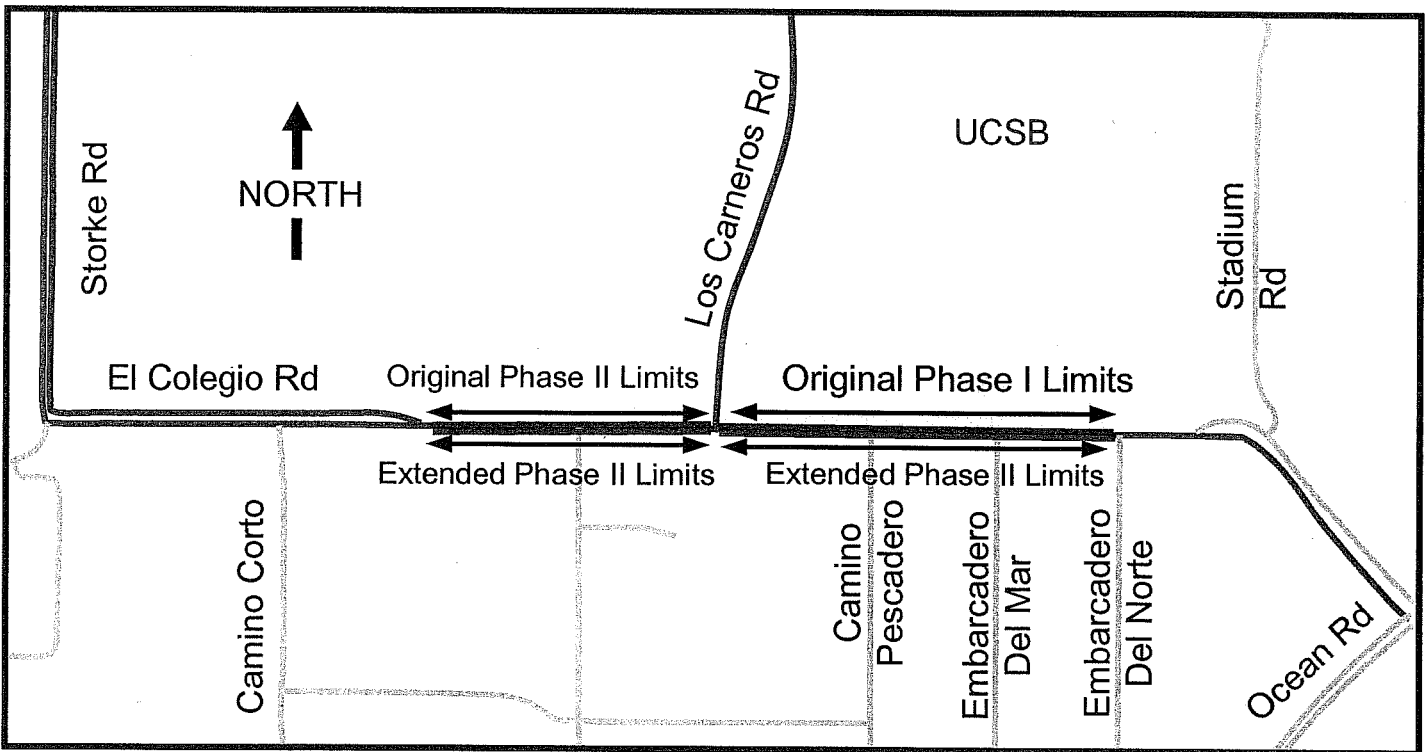 UCSB
NORTH
Storke Rd
Los Carneros Rd
Stadium
Rd
El Colegio Rd
Original Phase II Limits
Original Phase I Limits
Extended Phase II Limits
Extended Phase II Limits
Camino Corto
Camino
Pescadero
Embarcadero
Del Mar
Embarcadero
Del Norte
Ocean Rd